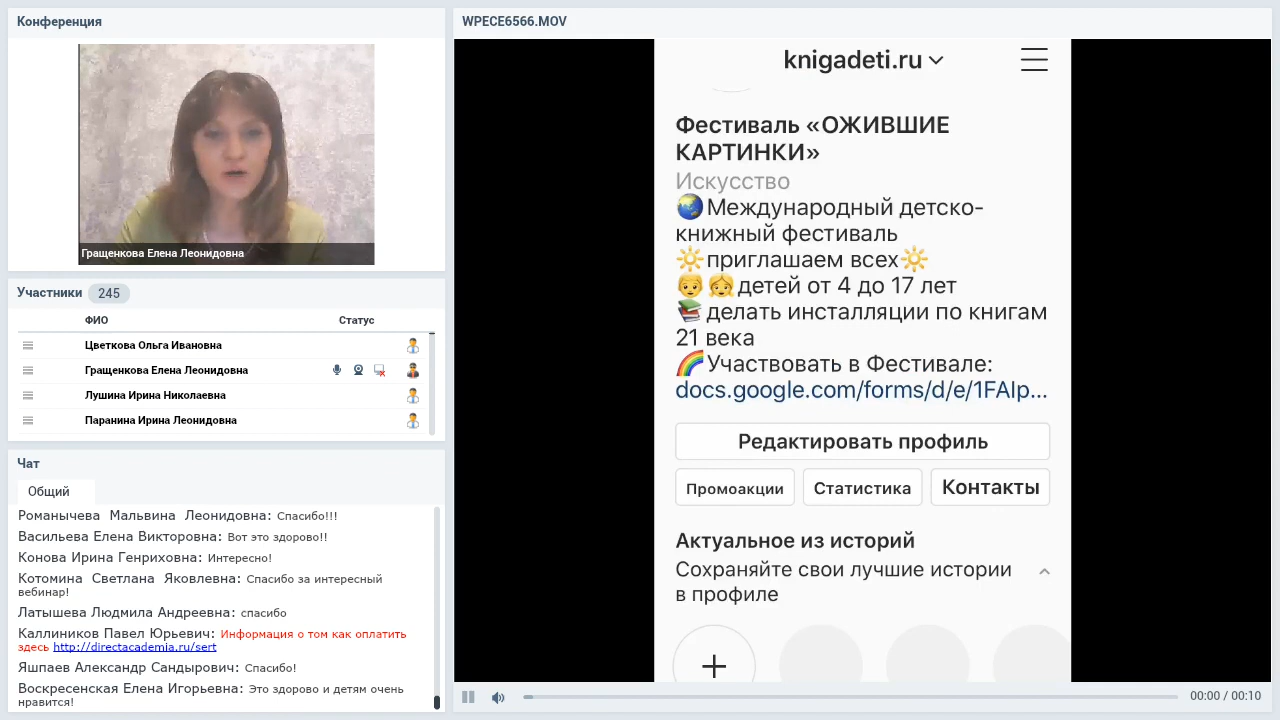 Конференция
Гращенкова Елена Леонидовна
Участники 245
ФИО Статус
Цветкова Ольга Ивановна
Гращенкова Елена Леонидовна
Лушина Ирина Николаевна
Паранина Ирина Леонидовна
Чат
Общий
Романычева Мальвина Леонидовна: Спасибо!!!
Васильева Елена Викторовна: Вот это здорово!!
Конова Ирина Генриховна: Интересно!
Котомина Светлана Яковлевна: Спасибо за интересный
вебинар!
Латышева Людмила Андреевна: спасибо
Каллиников Павел Юрьевич: Информация о том как оплатить
здесь http://directacademia.ru/sert
Яшпаев Александр Сандырович: Спасибо!
Воскресенская Елена Игорьевна: Это здорово и детям очень
нравится!
WPECE6566.MOV
knigadeti.ru
Фестиваль «ОЖИВШИЕ
КАРТИНКИ»
Искусство
🌏Международный детско-
книжный фестиваль
🔆приглашаем всех🔆
👦👧детей от 4 до 17 лет
📚делать инсталляции по книгам
21 века
🌈Участвовать в Фестивале:
docs.google.com/forms/d/e/1FAIp...
Редактировать профиль
Промоакции Статистика Контакты
Актуальное из историй
Сохраняйте свои лучшие истории
в профиле
00:00 / 00:10